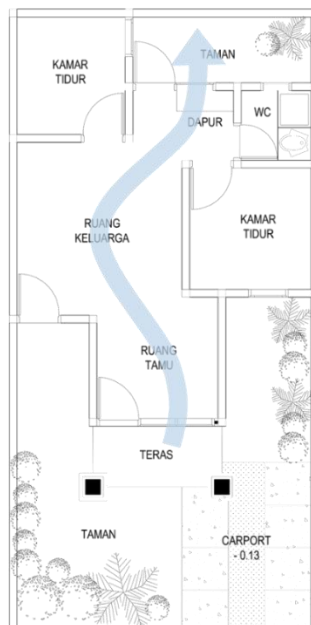 TAMAN
KAMAR
TIDUR
DAPUR
WC
RUANG
KELUARGA
KAMAR
TIDUR
RUANG
TAMU
TERAS
TAMAN
CARPORT
- 0.13